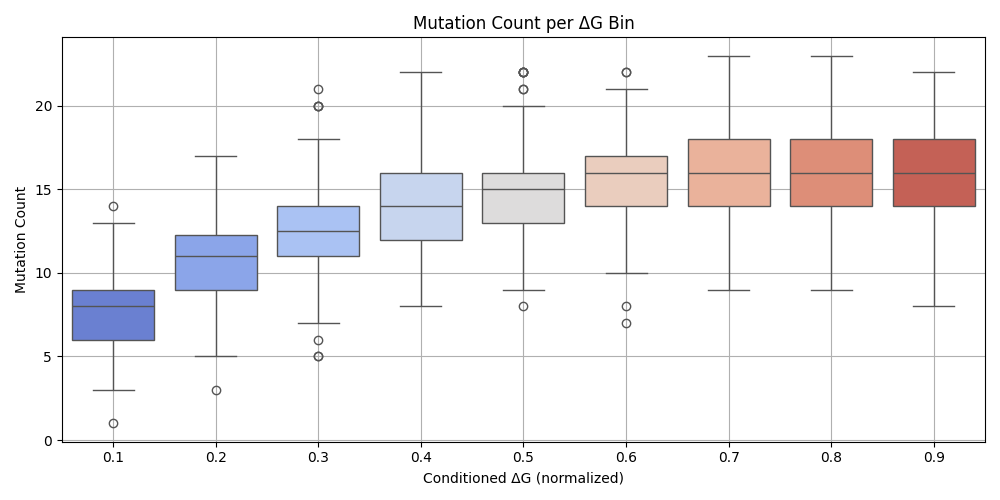 Mutation Count per ΔG Bin
Mutation Count
20
15
10
5
0
0.1 0.2 0.3 0.4 0.5 0.6 0.7 0.8 0.9
Conditioned ΔG (normalized)